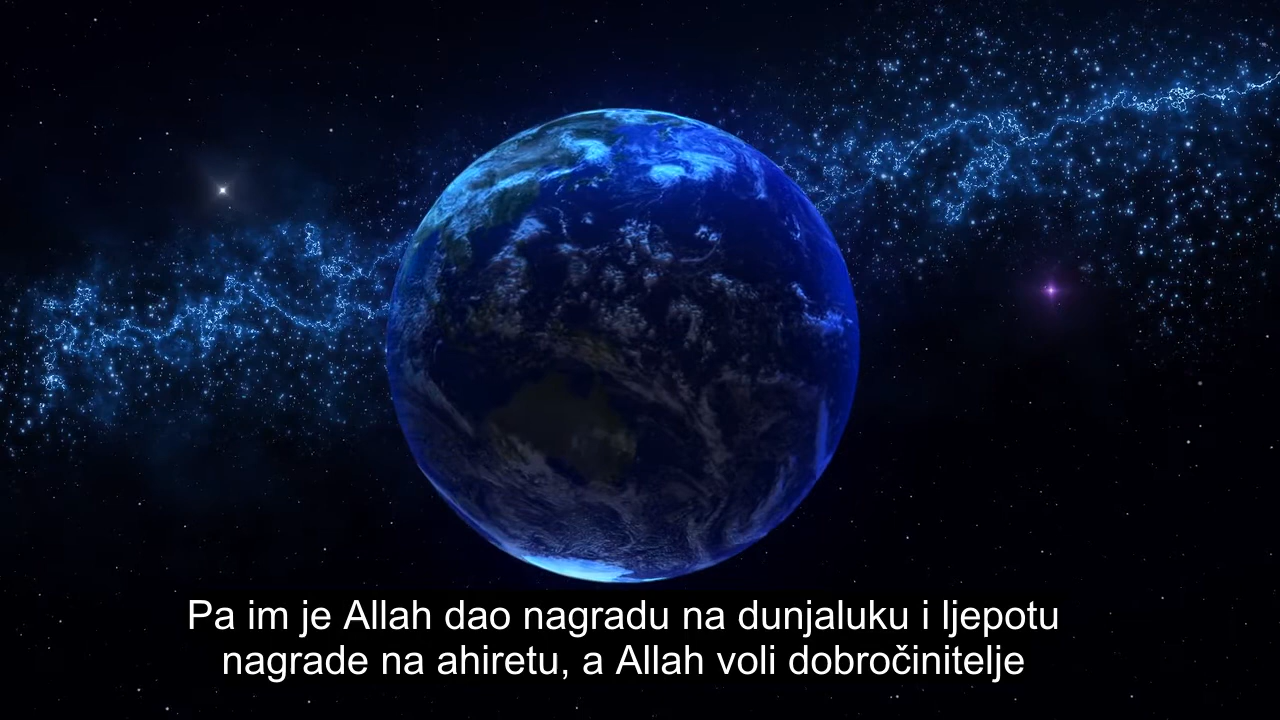 Pa im je Allah dao nagradu na dunjaluku i ljepotu
nagrade na ahiretu, a Allah voli dobročinitelje